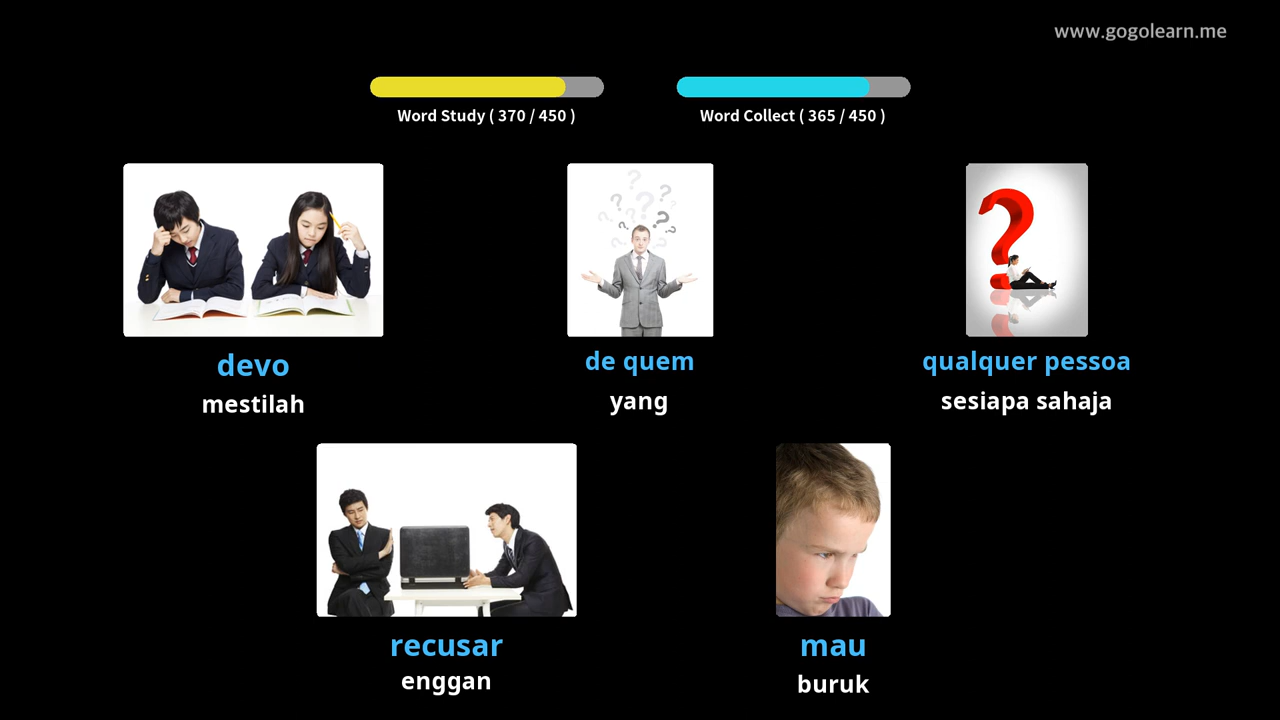 www.gogolearn.me
Word Study ( 370 / 450 )
Word Collect ( 365 / 450 )
devo
mestilah
de quem
yang
qualquer pessoa
sesiapa sahaja
recusar
enggan
mau
buruk